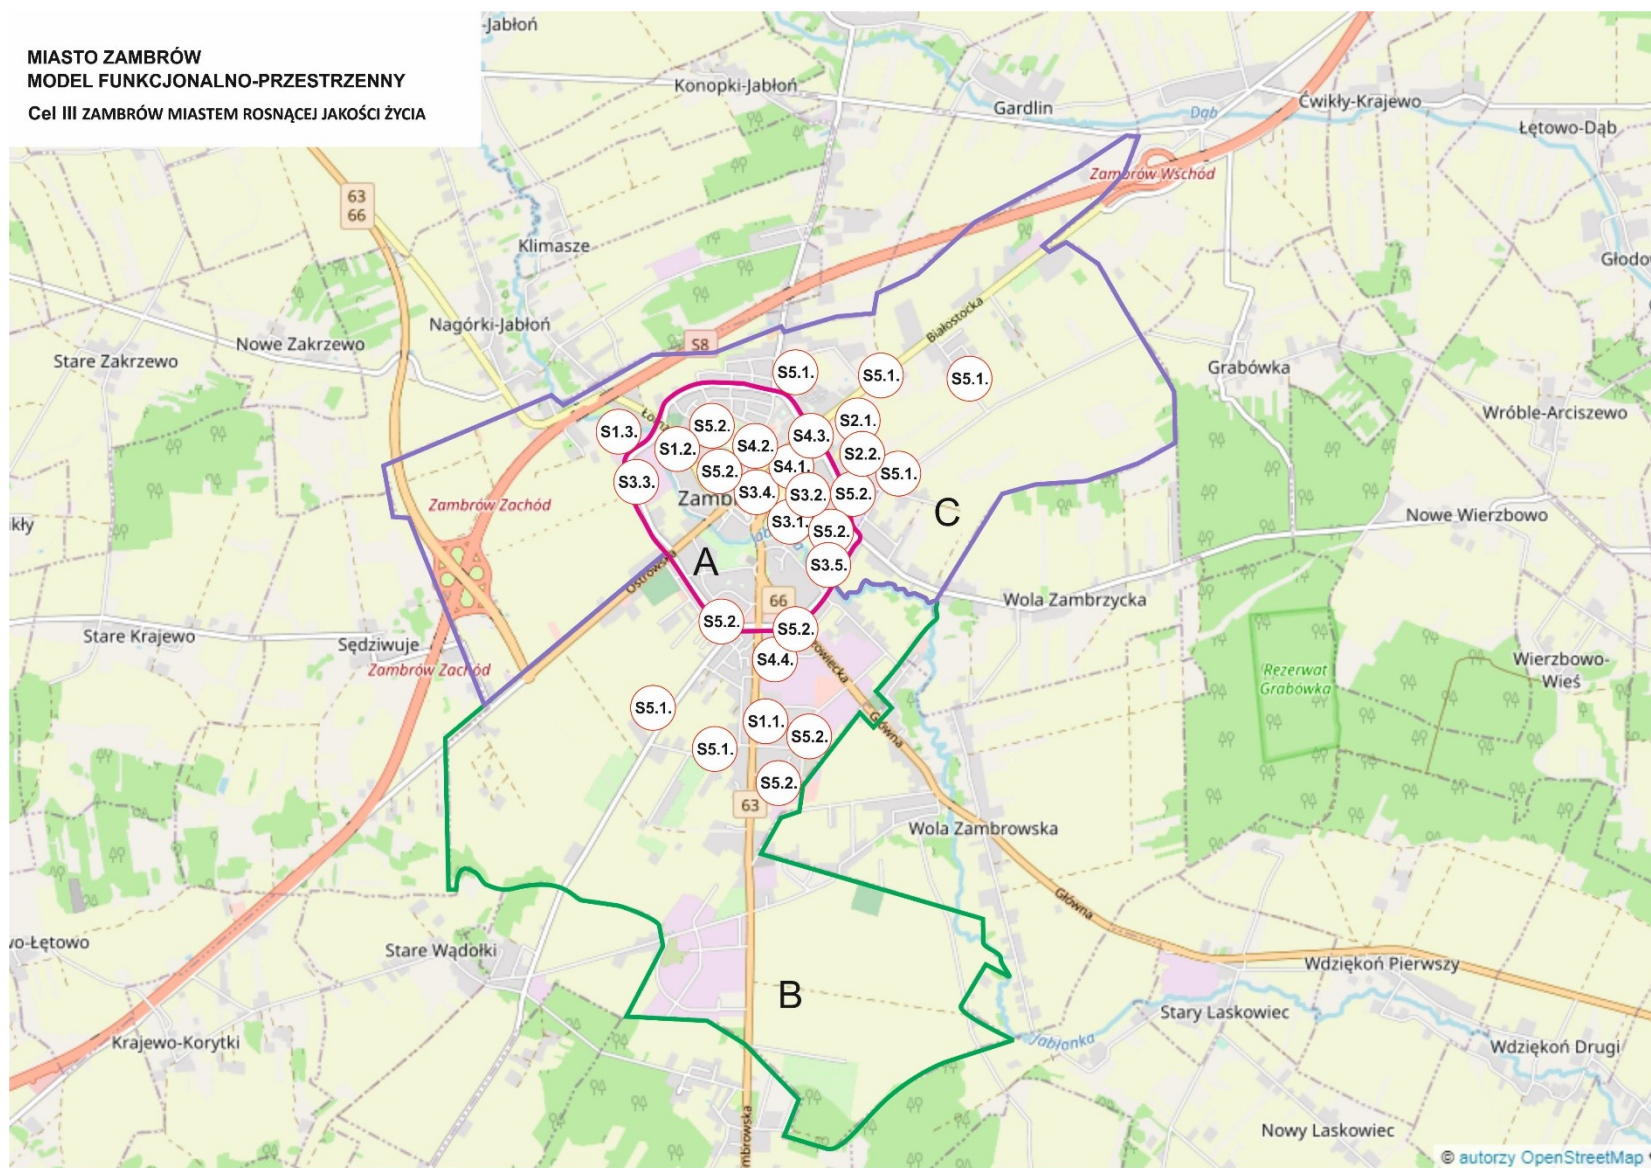 MIASTO ZAMBRÓW
MODEL FUNKCJONALNO-PRZESTRZENNY
Cel III ZAMBRÓW MIASTEM ROSNĄCEJ JAKOŚCI ŻYCIA
-Jabłoń
Konopki-Jabłoń
Gardlin
Ćwikły-Krajewo
Dąb
Łętowo-Dąb
Zambrów Wschód
63
66
Klimasze
Głodo
Nagórki-Jabłoń
Białostocka
Nowe Zakrzewo
S8
Stare Zakrzewo
Grabówka
S5.1.
S5.1.
S5.1.
Wróble-Arciszewo
S1.3.
S5.2.
S2.1.
S4.3.
S1.2.
S4.2.
S2.2.
S5.2.
S4.1.
S5.1.
S3.3.
S3.4.
S3.2.
S5.2.
Zamb
Zambrów Zachód
C
Nowe Wierzbowo
kły
S3.1.
S5.2.
A
S3.5.
Ostrowska
66
Wola Zambrzycka
Stare Krajewo
Sędziwuje
S5.2.
S5.2.
Zambrów Zachód
S4.4.
owiecka
Rezerwat
Grabówka
Wierzbowo-
Wieś
S5.1.
S1.1.
S5.2.
Główna
S5.1.
S5.2.
63
Wola Zambrowska
Główna
wo-Łętowo
Stare Wądołki
Wdziękoń Pierwszy
B
Stary Laskowiec
Krajewo-Korytki
Jabłonka
Wdziękoń Drugi
mbrowska
Nowy Laskowiec
© autorzy OpenStreetMap